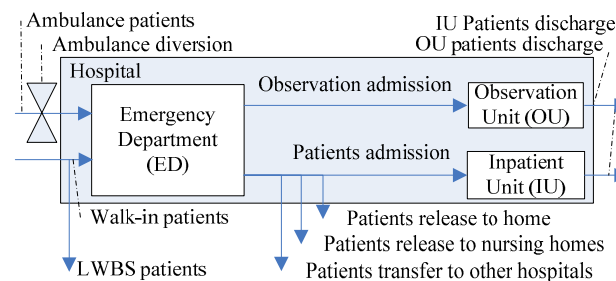 Ambulance patients
IU Patients discharge
Ambulance diversion
OU patients discharge
Hospital
Observation admission
Observation
Unit (OU)
Emergency
Department
(ED)
Patients admission
Inpatient
Unit (IU)
Walk-in patients
Patients release to home
Patients release to nursing homes
LWBS patients
Patients transfer to other hospitals